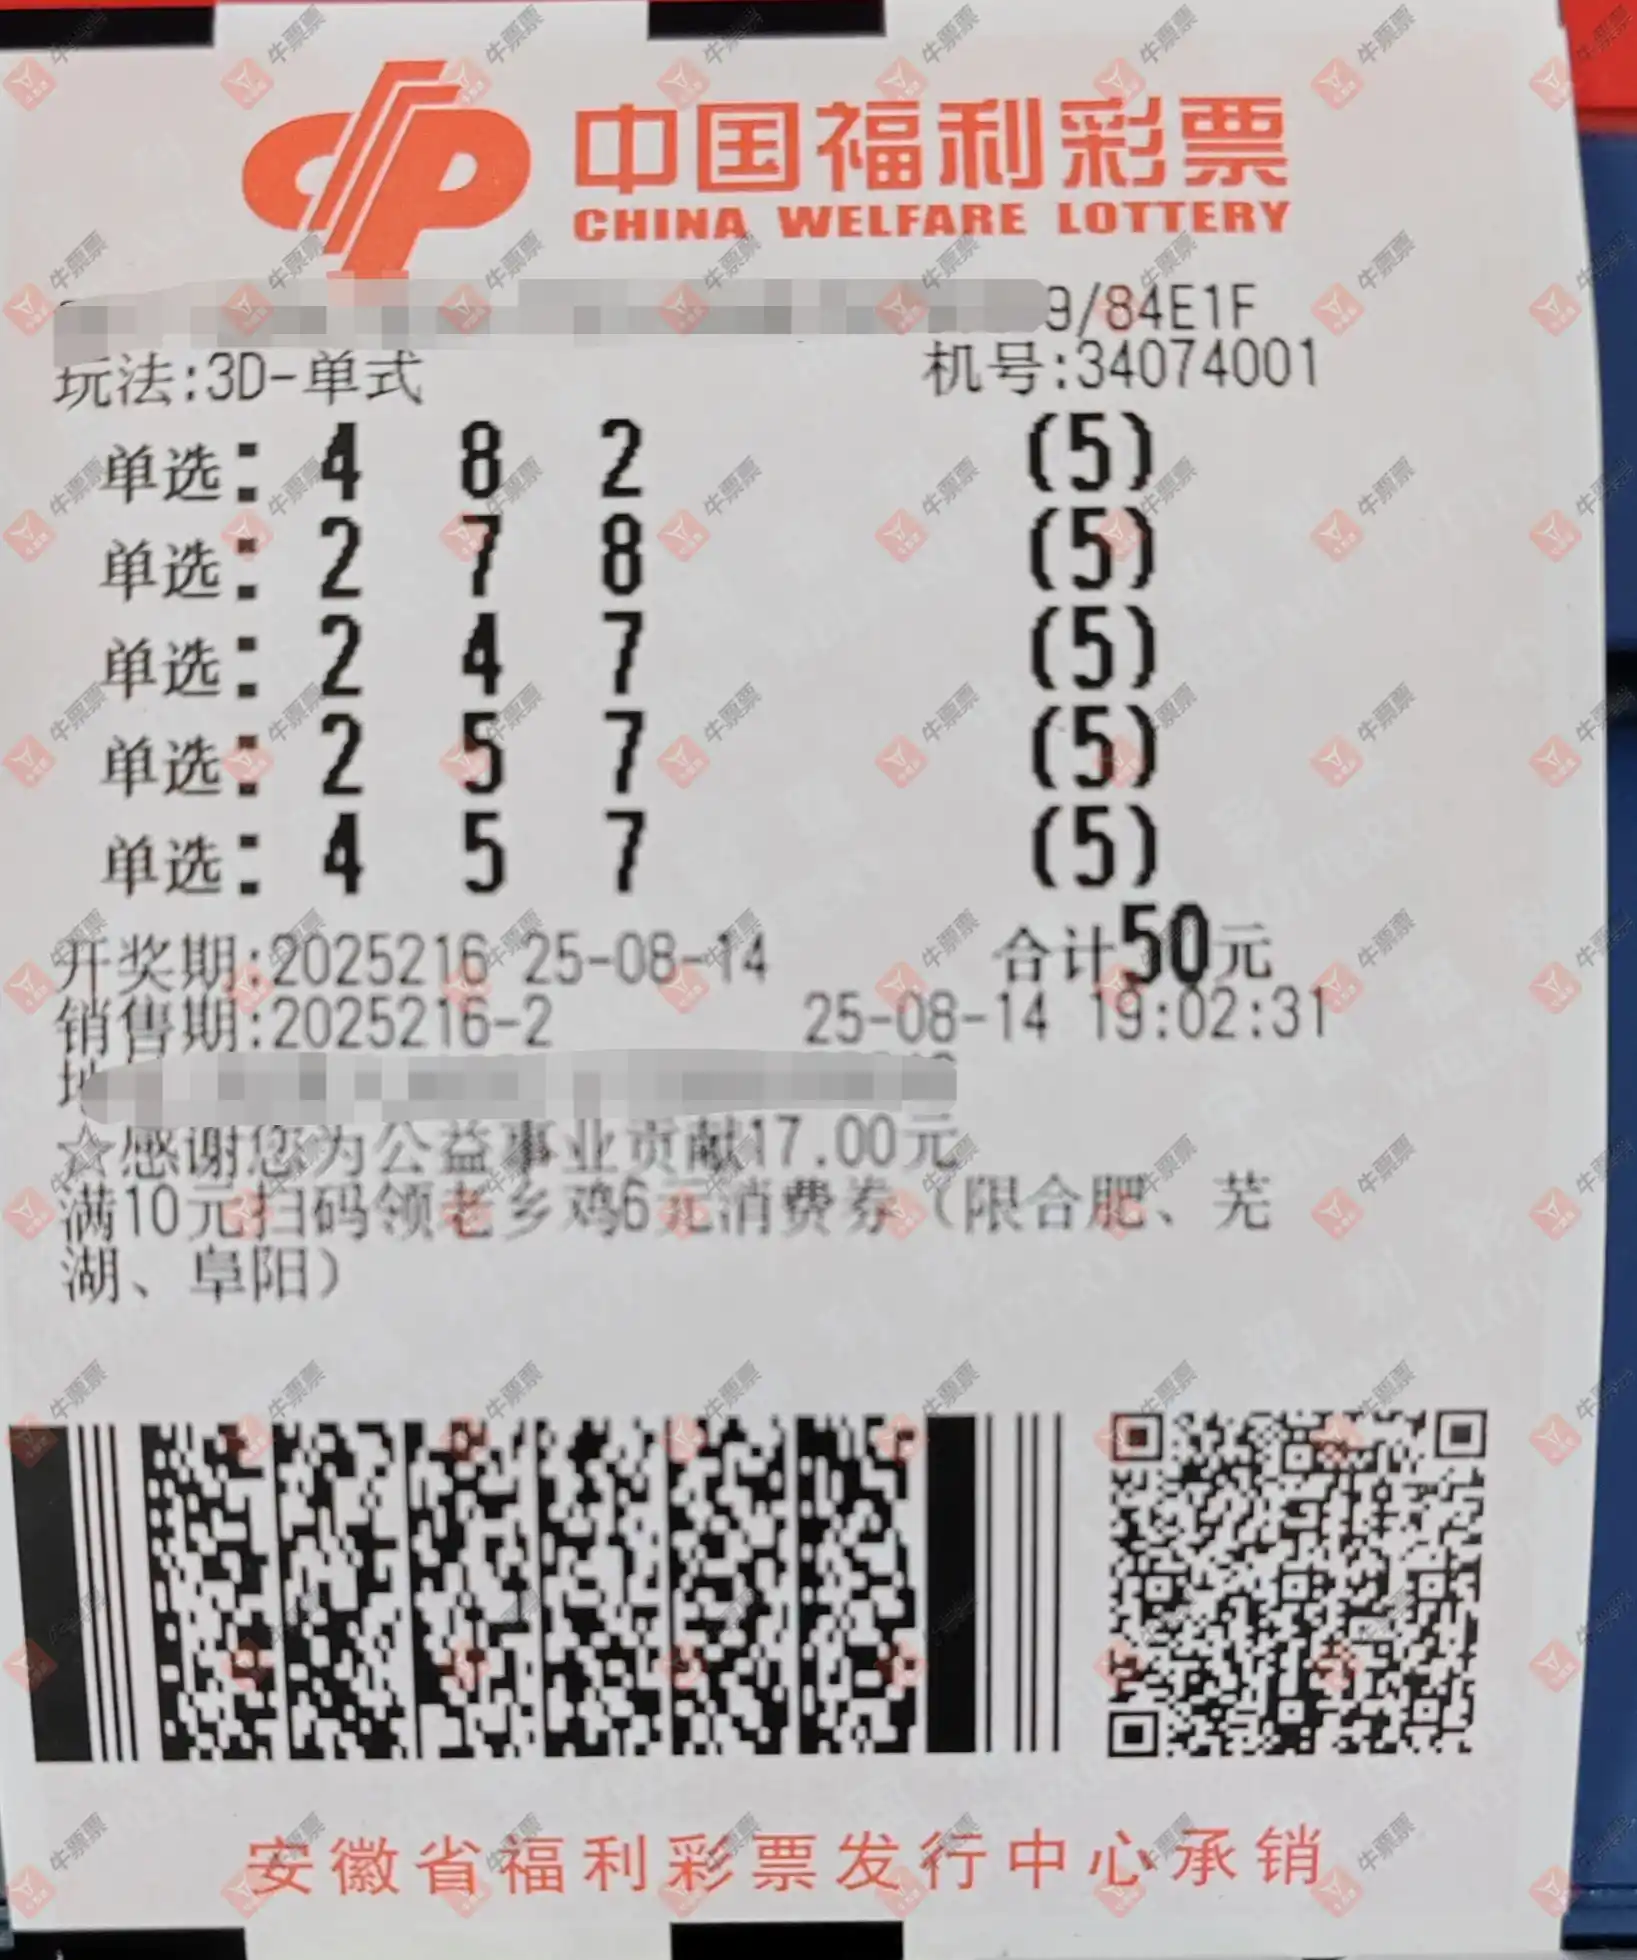 中国福利彩票
CHINA WELFARE LOTTERY
9/84E1F
玩法:3D-单式 机号:34074001
单选: 4 8 2 (5)
单选: 2 7 8 (5)
单选: 2 4 7 (5)
单选: 2 5 7 (5)
单选: 4 5 7 (5)
开奖期:2025216 25-08-14 合计50元
销售期:2025216-2 25-08-14 19:02:31
☆感谢您为公益事业贡献17.00元
满10元扫码领老乡鸡6元消费券（限合肥、芜
湖、阜阳）
安徽省福利彩票发行中心承销
牛票票